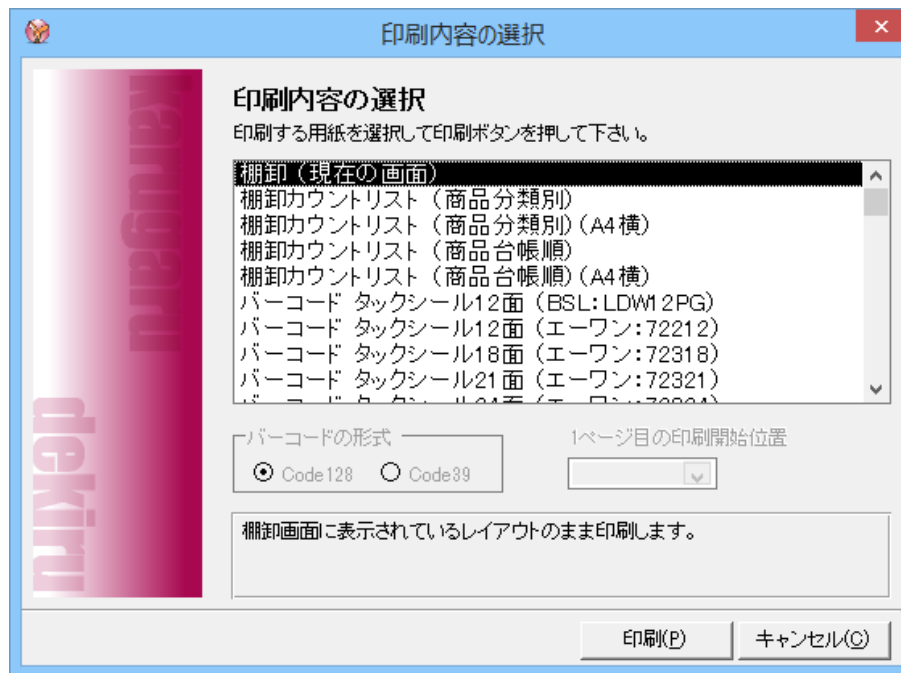 印刷内容の選択
karugaru
dekiru
印刷内容の選択
印刷する用紙を選択して印刷ボタンを押して下さい。
棚卸（現在の画面）
棚卸カウントリスト（商品分類別）
棚卸カウントリスト（商品分類別）（A4横）
棚卸カウントリスト（商品台帳順）
棚卸カウントリスト（商品台帳順）（A4横）
バーコード タックシール12面（BSL:LDW12PG）
バーコード タックシール12面（エーワン:72212）
バーコード タックシール18面（エーワン:72318）
バーコード タックシール21面（エーワン:72321）
バーコードの形式
Code128 Code39
1ページ目の印刷開始位置
棚卸画面に表示されているレイアウトのまま印刷します。
印刷(P) キャンセル(C)